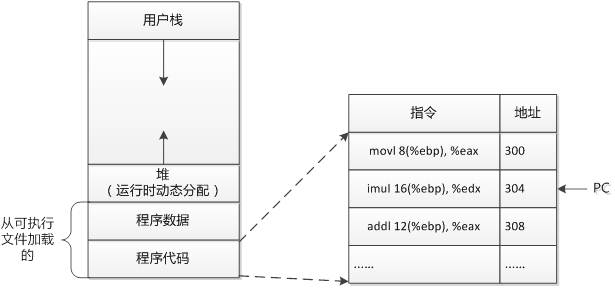 用户栈
堆
（运行时动态分配）
程序数据
程序代码
从可执行
文件加载
的
指令 地址
movl 8(%ebp), %eax 300
imul 16(%ebp), %edx 304
addl 12(%ebp), %eax 308
…… ……
PC